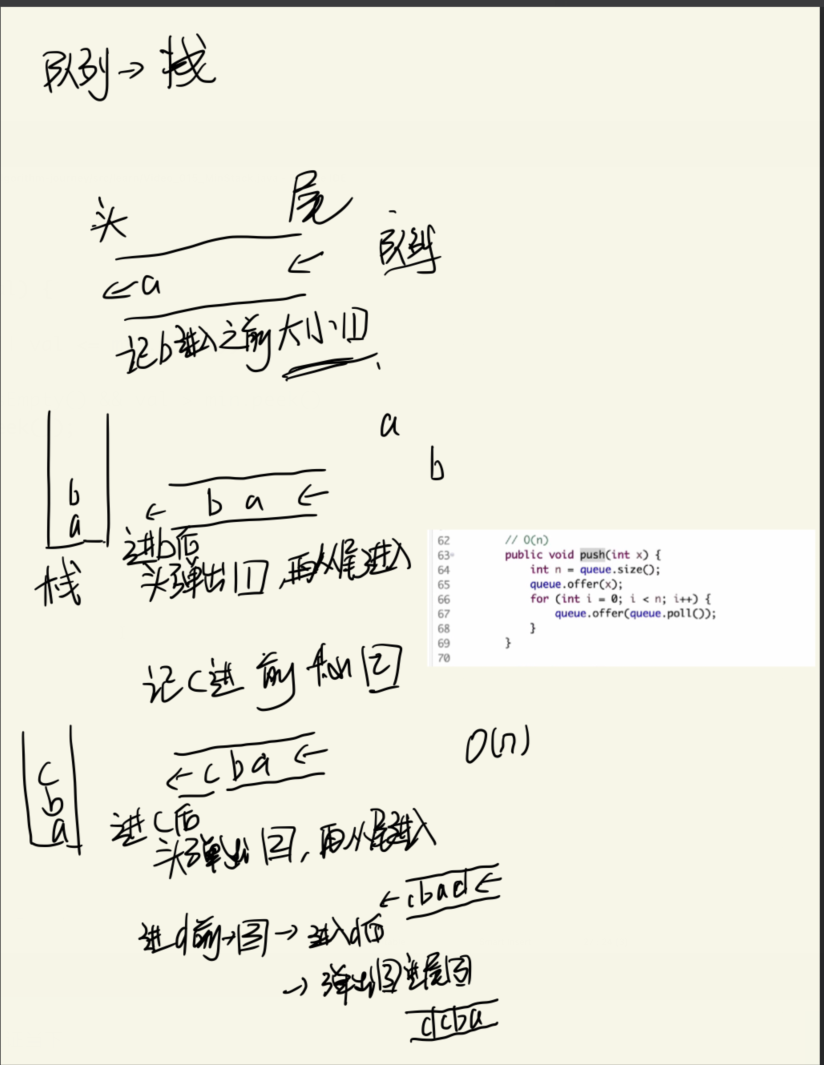 队列→栈
头 尾
队列
←a ←
记b进入之前大小1
a
b
b
a
← b a ←
进b后
头弹出1,再从尾进入
栈
62 // O(n)
63 public void push(int x) {
64 int n = queue.size();
65 queue.offer(x);
66 for (int i = 0; i < n; i++) {
67 queue.offer(queue.poll());
68 }
69 }
70
记c进前大小2
c
b
a
←c b a ←
O(n)
进c后
头弹出2,再从尾进入
←cbad←
进d前→3→进入d后
→弹出3进尾3
dcba